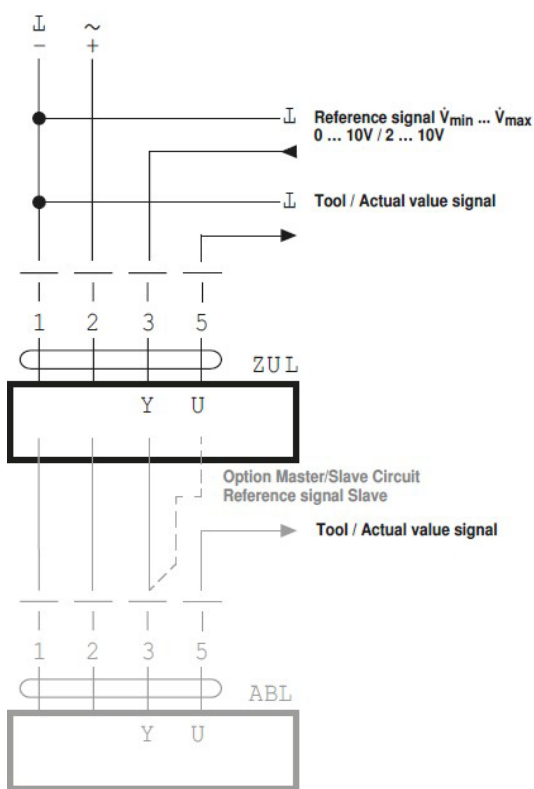 ⊥ ~
− +
⊥ Reference signal V̇min ... V̇max
0 ... 10V / 2 ... 10V
⊥ Tool / Actual value signal
1 2 3 5
ZUL
Y U
Option Master/Slave Circuit
Reference signal Slave
Tool / Actual value signal
1 2 3 5
ABL
Y U